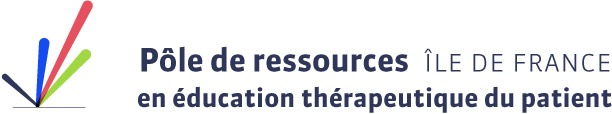 Pôle de ressources ÎLE DE FRANCE
en éducation thérapeutique du patient